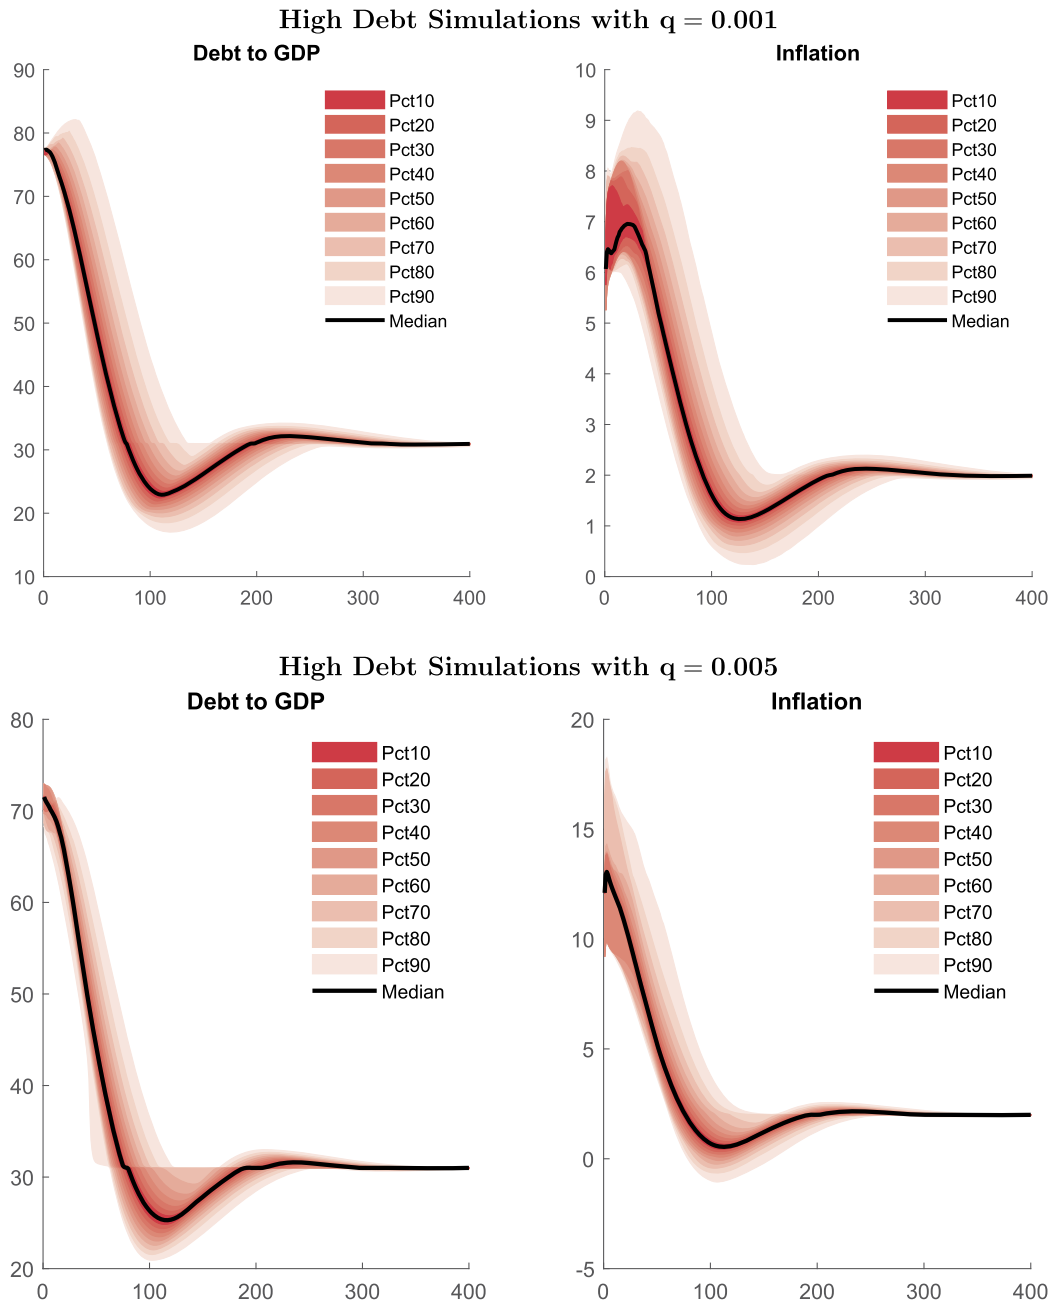 High Debt Simulations with q = 0.001
Debt to GDP
90
80
70
60
50
40
30
20
10
0
100
200
300
400
Pct10
Pct20
Pct30
Pct40
Pct50
Pct60
Pct70
Pct80
Pct90
Median
Inflation
10
9
8
7
6
5
4
3
2
1
0
0
100
200
300
400
Pct10
Pct20
Pct30
Pct40
Pct50
Pct60
Pct70
Pct80
Pct90
Median
High Debt Simulations with q = 0.005
Debt to GDP
80
70
60
50
40
30
20
0
100
200
300
400
Pct10
Pct20
Pct30
Pct40
Pct50
Pct60
Pct70
Pct80
Pct90
Median
Inflation
20
15
10
5
0
-5
0
100
200
300
400
Pct10
Pct20
Pct30
Pct40
Pct50
Pct60
Pct70
Pct80
Pct90
Median